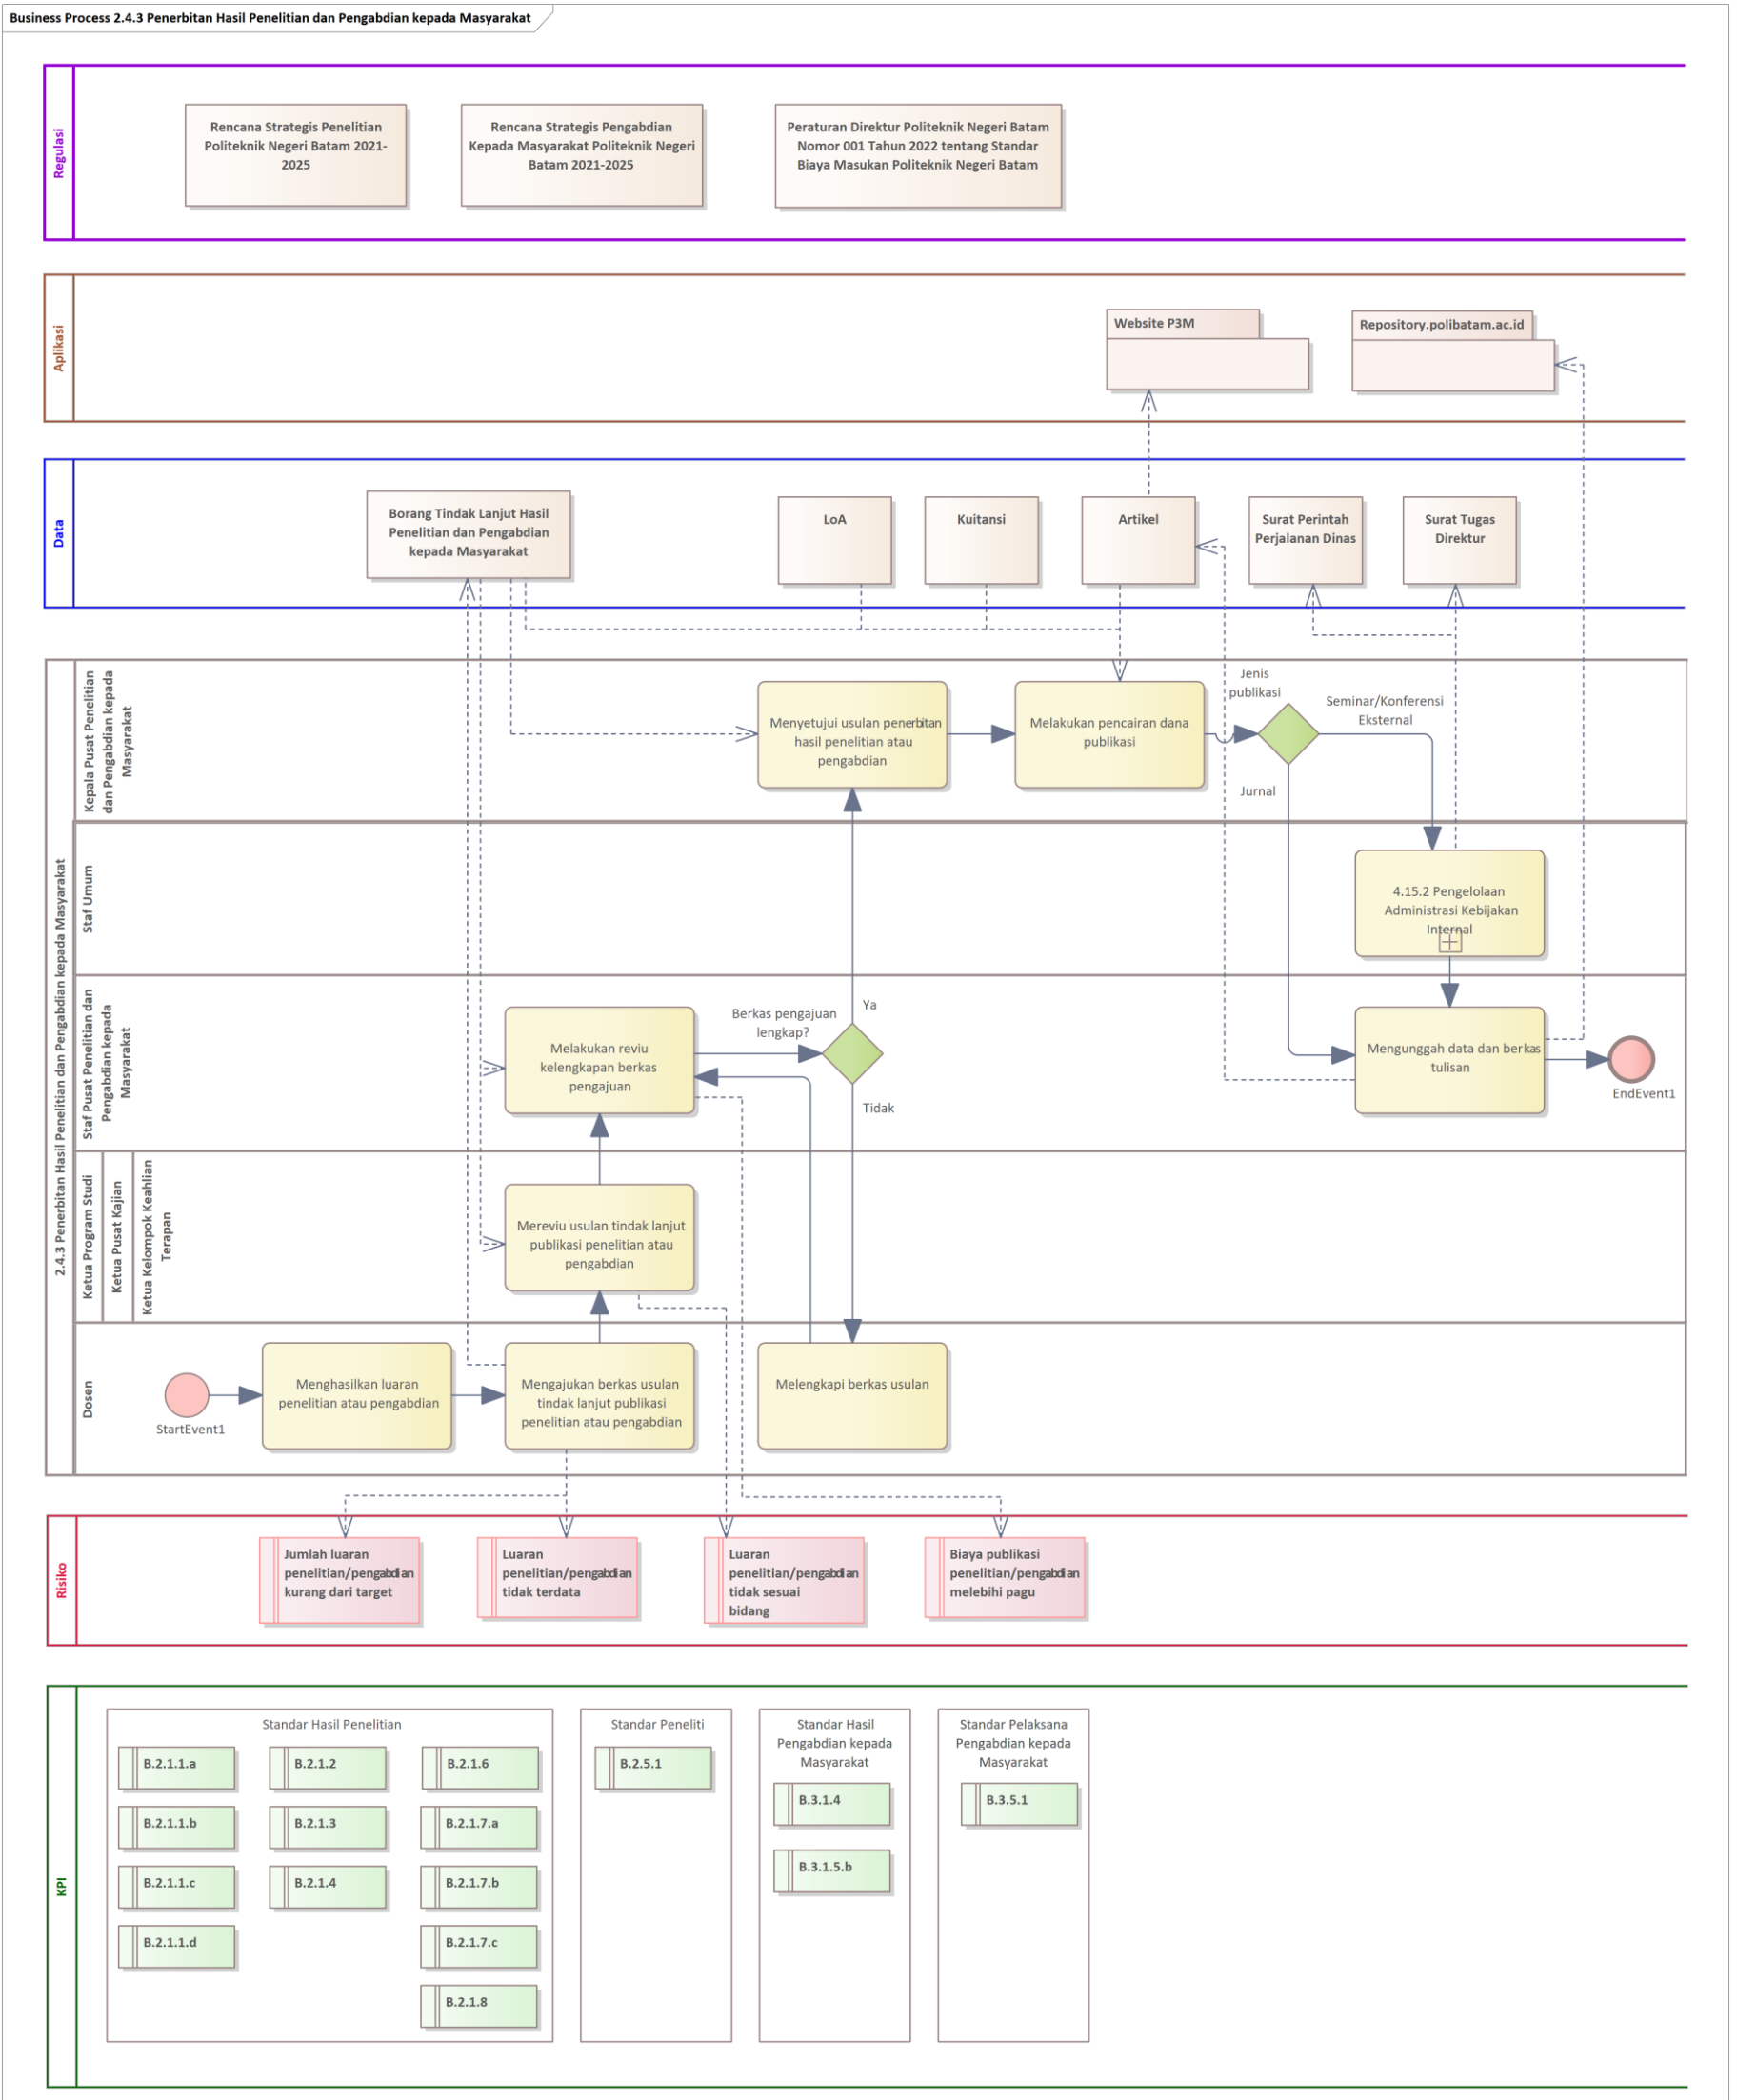 Business Process 2.4.3 Penerbitan Hasil Penelitian dan Pengabdian kepada Masyarakat
Regulasi
Rencana Strategis Penelitian
Politeknik Negeri Batam 2021-
2025
Rencana Strategis Pengabdian
Kepada Masyarakat Politeknik Negeri
Batam 2021-2025
Peraturan Direktur Politeknik Negeri Batam
Nomor 001 Tahun 2022 tentang Standar
Biaya Masukan Politeknik Negeri Batam
Aplikasi
Website P3M
Repository.polibatam.ac.id
Data
Borang Tindak Lanjut Hasil
Penelitian dan Pengabdian
kepada Masyarakat
LoA
Kuitansi
Artikel
Surat Perintah
Perjalanan Dinas
Surat Tugas
Direktur
2.4.3 Penerbitan Hasil Penelitian dan Pengabdian kepada Masyarakat
Kepala Pusat Penelitian
dan Pengabdian kepada
Masyarakat
Menyetujui usulan penerbitan
hasil penelitian atau
pengabdian
Melakukan pencairan dana
publikasi
Jenis
publikasi
Seminar/Konferensi
Eksternal
Jurnal
Staf Umum
4.15.2 Pengelolaan
Administrasi Kebijakan
Internal
Staf Pusat Penelitian dan
Pengabdian kepada
Masyarakat
Melakukan reviu
kelengkapan berkas
pengajuan
Berkas pengajuan
lengkap?
Ya
Tidak
Mengunggah data dan berkas
tulisan
EndEvent1
Ketua Program Studi
Ketua Pusat Kajian
Ketua Kelompok Keahlian
Terapan
Mereviu usulan tindak lanjut
publikasi penelitian atau
pengabdian
Dosen
StartEvent1
Menghasilkan luaran
penelitian atau pengabdian
Mengajukan berkas usulan
tindak lanjut publikasi
penelitian atau pengabdian
Melengkapi berkas usulan
Risiko
Jumlah luaran
penelitian/pengabdian
kurang dari target
Luaran
penelitian/pengabdian
tidak terdata
Luaran
penelitian/pengabdian
tidak sesuai
bidang
Biaya publikasi
penelitian/pengabdian
melebihi pagu
KPI
Standar Hasil Penelitian
B.2.1.1.a
B.2.1.2
B.2.1.6
B.2.1.1.b
B.2.1.3
B.2.1.7.a
B.2.1.1.c
B.2.1.4
B.2.1.7.b
B.2.1.1.d
B.2.1.7.c
B.2.1.8
Standar Peneliti
B.2.5.1
Standar Hasil
Pengabdian kepada
Masyarakat
B.3.1.4
B.3.1.5.b
Standar Pelaksana
Pengabdian kepada
Masyarakat
B.3.5.1